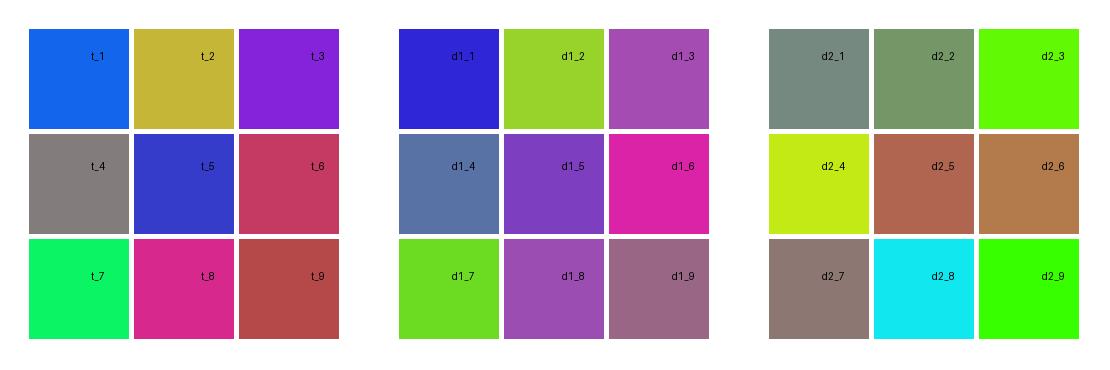 t_1 t_2 t_3 d1_1 d1_2 d1_3 d2_1 d2_2 d2_3
t_4 t_5 t_6 d1_4 d1_5 d1_6 d2_4 d2_5 d2_6
t_7 t_8 t_9 d1_7 d1_8 d1_9 d2_7 d2_8 d2_9